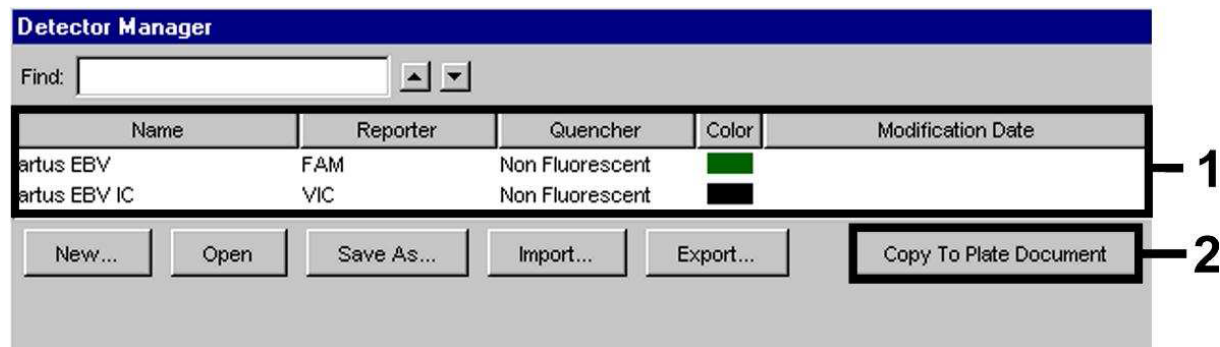 Detector Manager
Find:
Name Reporter Quencher Color Modification Date
artus EBV FAM Non Fluorescent
artus EBV IC VIC Non Fluorescent
1
New... Open Save As... Import... Export... Copy To Plate Document
2